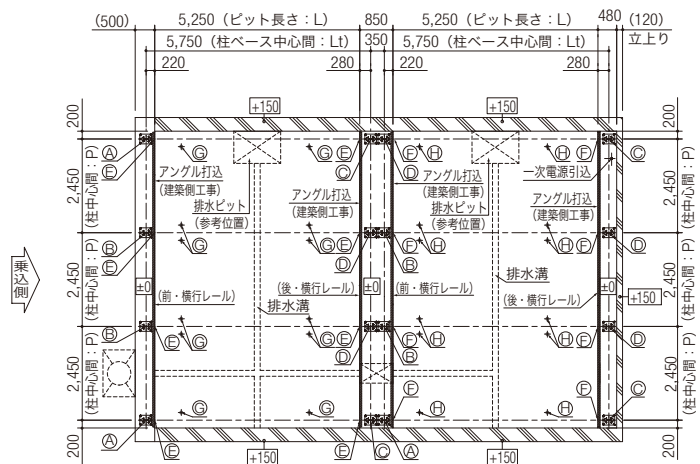 (500)
5,250（ピット長さ：L）
850
5,250（ピット長さ：L）
480
(120)
5,750（柱ベース中心間：Lt）
350
5,750（柱ベース中心間：Lt）
立上り
220
280
220
280
200
+150
+150
200
Ⓐ
Ⓖ
Ⓖ Ⓔ
Ⓕ Ⓗ
Ⓗ Ⓕ
Ⓒ
Ⓔ
Ⓒ
Ⓓ
アングル打込
（建築側工事）
アングル打込
（建築側工事）
アングル打込
（建築側工事）
一次電源引込
アングル打込
（建築側工事）
排水ピット
（参考位置）
排水ピット
（参考位置）
2,450
（柱中心間：P）
2,450
（柱中心間：P）
Ⓑ
Ⓖ
Ⓖ Ⓔ
Ⓕ Ⓗ
Ⓗ Ⓕ
Ⓓ
Ⓔ
Ⓓ
Ⓑ
乗込側
2,450
（柱中心間：P）
2,450
（柱中心間：P）
±0
（前・横行レール）
排水溝
（後・横行レール）
±0
（前・横行レール）
排水溝
（後・横行レール）
±0
+150
Ⓑ
Ⓔ Ⓖ
Ⓖ Ⓔ
Ⓓ
Ⓑ
Ⓕ Ⓗ
Ⓗ Ⓕ
Ⓓ
2,450
（柱中心間：P）
2,450
（柱中心間：P）
Ⓖ
Ⓖ
Ⓕ
Ⓗ
Ⓗ
Ⓕ
Ⓒ
200
Ⓐ
Ⓔ
+150
Ⓔ
Ⓒ
Ⓐ
+150
200